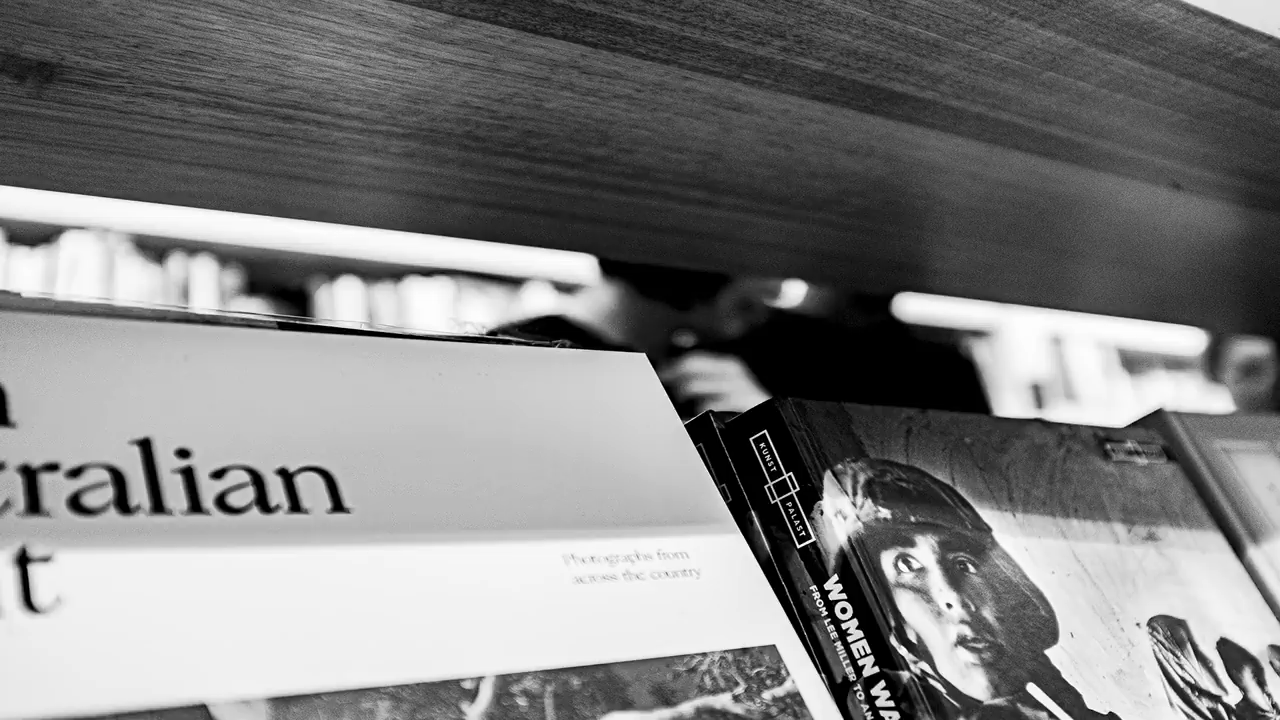 tralian
t
Photographs from
across the country
KUNST
PALAST
WOMEN WA
FROM LEE MILLER TO AN